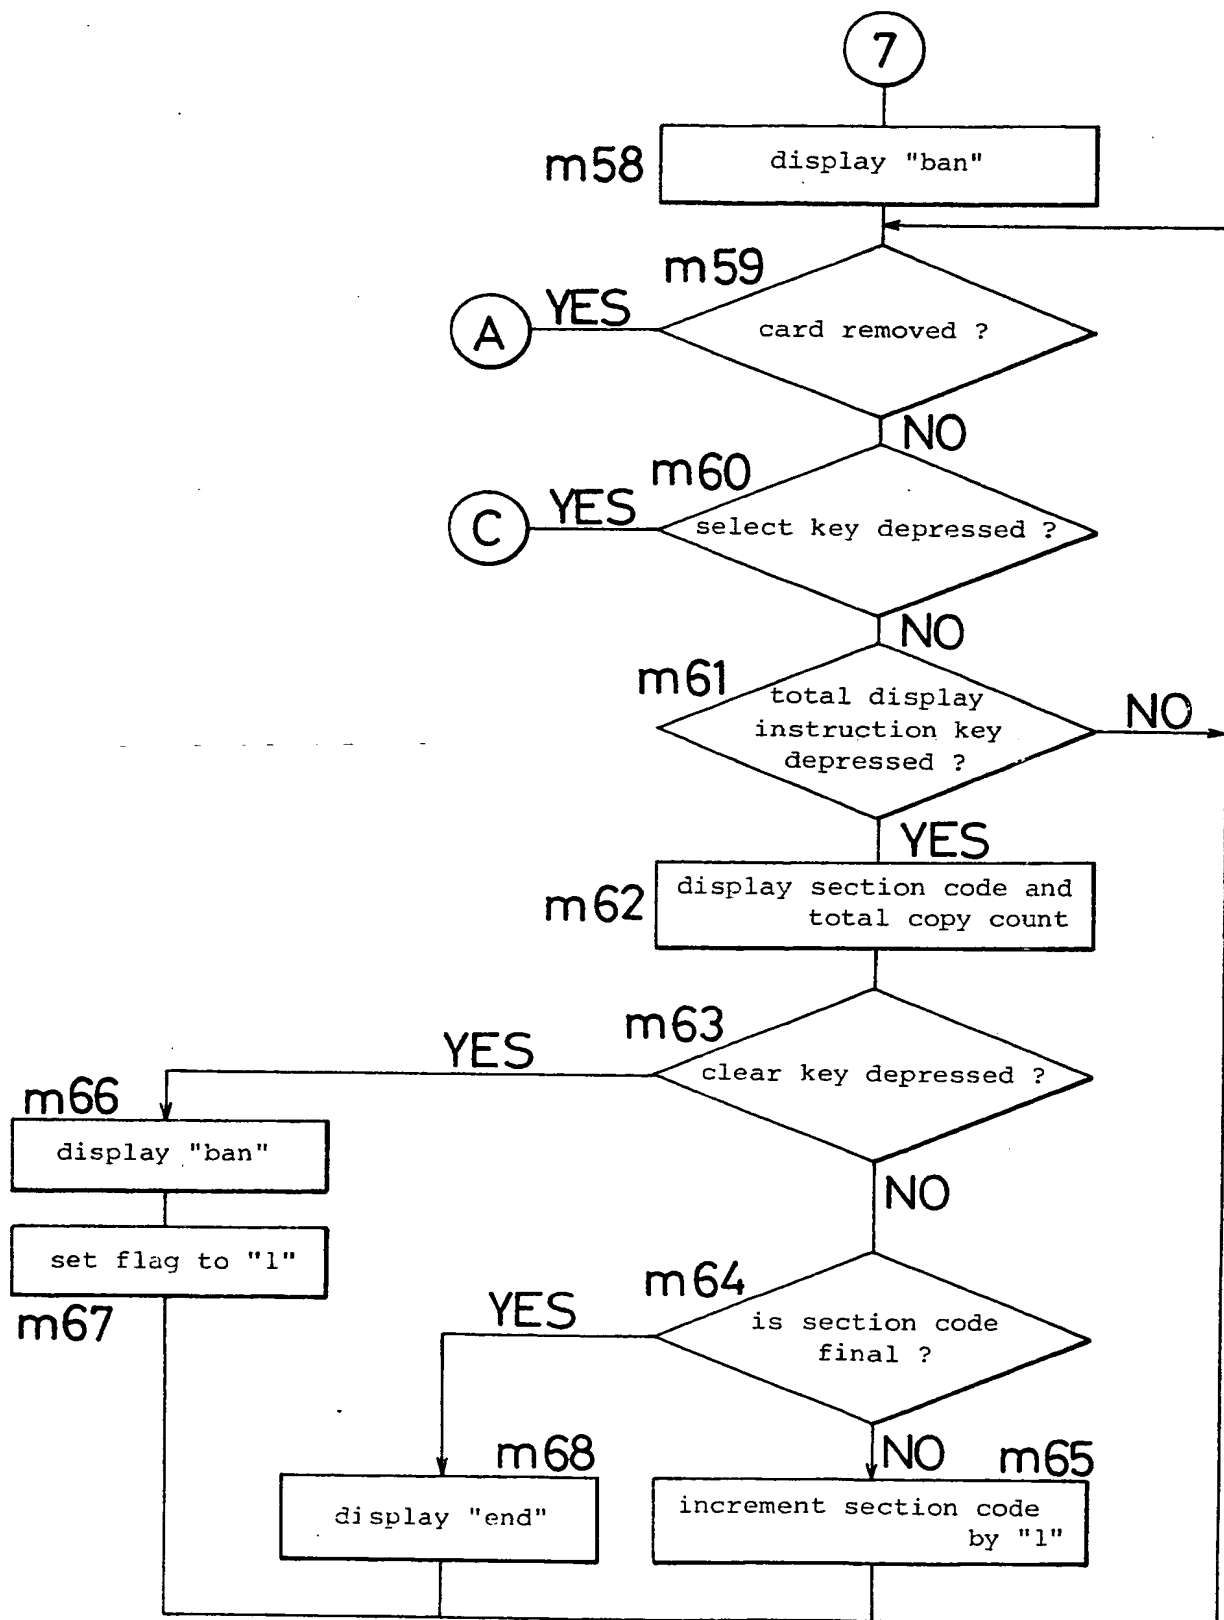 7
m58
display "ban"
m59
YES
A
card removed ?
NO
m60
YES
C
select key depressed ?
NO
m61
total display
instruction key
depressed ?
NO
YES
m62
display section code and
total copy count
m63
YES
clear key depressed ?
m66
display "ban"
NO
set flag to "1"
m67
m64
YES
is section code
final ?
m68
NO
m65
display "end"
increment section code
by "1"